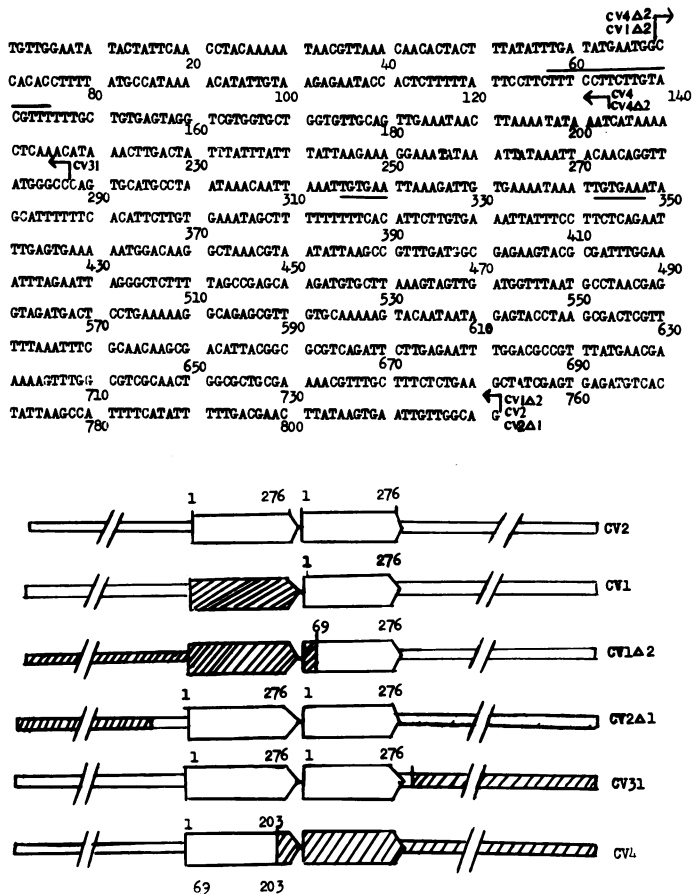 CV4Δ2
CV1Δ2
TGTTGGAATA TACTATTCAA CCTACAAAAA TAACGTTAAA CAACACTACT TTATATTTGA TATGAATGGC
20 40 60
CACACCTTTT ATGCCATAAA ACATATTGTA AGAGAATACC ACTCTTTTTA TTCCTTCTTT CCTTCTTGTA
80 100 120 140
CV4
CV4Δ2
CGTTTTTTGC TGTGAGTAGG TCGTGGTGCT GGTGTTGCAG TTGAAATAAC TTAAAATATA AATCATAAAA
160 180 200
CTCAAACATA AACTTGACTA TATTTATTTA TATTAAGAAA GGAAATATAA ATTATAAATT ACAACAGGTT
CV31 230 250 270
ATGGGCCCAG TGCATGCCTA ATAAACAATT AAATTGTGAA TTAAAGATTG TGAAAATAAA TTGTGAAATA
290 310 330 350
GCATTTTTTC ACATTCTTGT GAAATAGCTT TTTTTTTCAC ATTCTTGTGA AATTATTTCC TTCTCAGAAT
370 390 410
TTGAGTGAAA AATGGACAAG GCTAAACGTA ATATTAAGCC GTTTGATGGC GAGAAGTACG CGATTTGGAA
430 450 470 490
ATTTAGAATT AGGGCTCTTT TAGCCGAGCA AGATGTGCTT AAAGTAGTTG ATGGTTTAAT GCCTAACGAG
510 530 550
GTAGATGACT CCTGAAAAAG GCAGAGCGTT GTGCAAAAAG TACAATAATA GAGTACCTAA GCGACTCGTT
570 590 610 630
TTTAAATTTC GCAACAAGCG ACATTACGGC GCGTCAGATT CTTGAGAATT TGGACGCCGT TTATGAACGA
650 670 690
AAAAGTTTGG CGTCGCAACT GGCGCTGCGA AAACGTTTGC TTTCTCTGAA GCTATCGAGT GAGATGTCAC
710 730 760
CV1Δ2
TATTAAGCCA TTTTCATATT TTTGACGAAC TTATAAGTGA ATTGTTGGCA G CV2
780 800 CV2Δ1
1 276 1 276
CV2
1 276
CV1
69 276
CV1Δ2
1 276 1 276
CV2Δ1
1 276 1 276
CV31
1 203
CV4
69 203